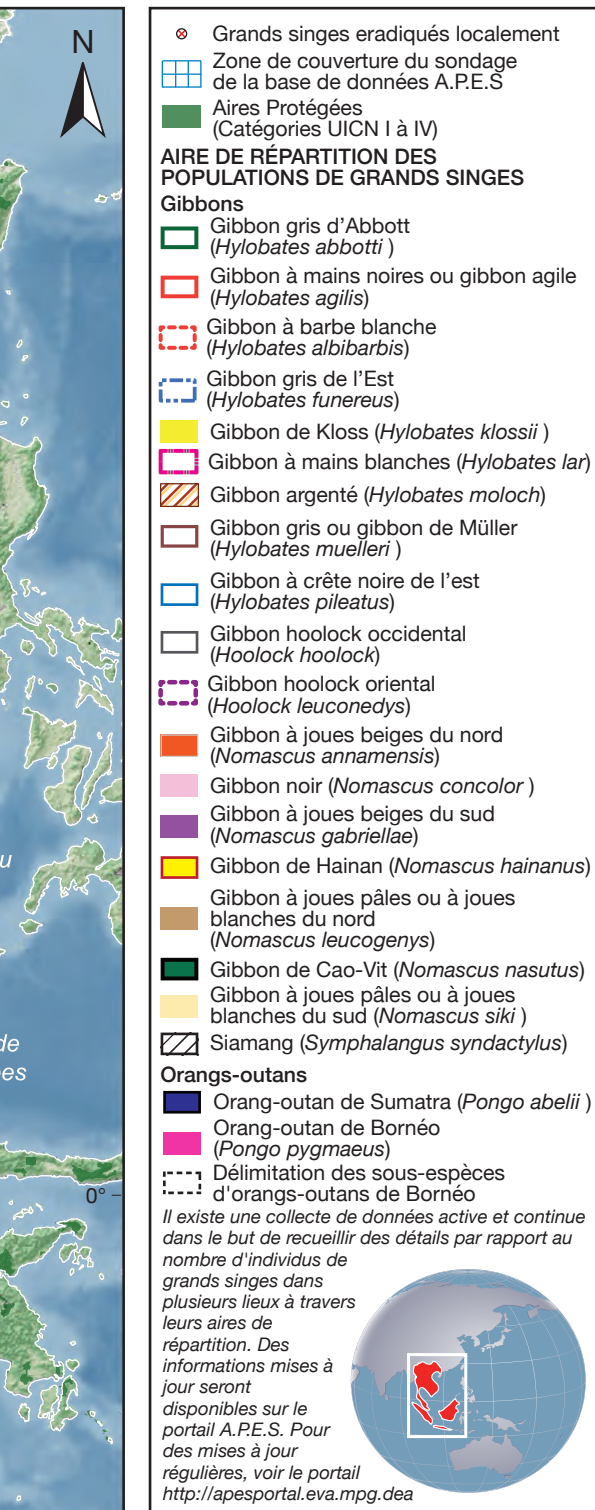 N
u
de
es
0°
Grands singes eradiqués localement
Zone de couverture du sondage
de la base de données A.P.E.S
Aires Protégées
(Catégories UICN I à IV)
AIRE DE RÉPARTITION DES
POPULATIONS DE GRANDS SINGES
Gibbons
Gibbon gris d'Abbott
(Hylobates abbotti )
Gibbon à mains noires ou gibbon agile
(Hylobates agilis)
Gibbon à barbe blanche
(Hylobates albibarbis)
Gibbon gris de l'Est
(Hylobates funereus)
Gibbon de Kloss (Hylobates klossii )
Gibbon à mains blanches (Hylobates lar)
Gibbon argenté (Hylobates moloch)
Gibbon gris ou gibbon de Müller
(Hylobates muelleri )
Gibbon à crête noire de l'est
(Hylobates pileatus)
Gibbon hoolock occidental
(Hoolock hoolock)
Gibbon hoolock oriental
(Hoolock leuconedys)
Gibbon à joues beiges du nord
(Nomascus annamensis)
Gibbon noir (Nomascus concolor )
Gibbon à joues beiges du sud
(Nomascus gabriellae)
Gibbon de Hainan (Nomascus hainanus)
Gibbon à joues pâles ou à joues
blanches du nord
(Nomascus leucogenys)
Gibbon de Cao-Vit (Nomascus nasutus)
Gibbon à joues pâles ou à joues
blanches du sud (Nomascus siki )
Siamang (Symphalangus syndactylus)
Orangs-outans
Orang-outan de Sumatra (Pongo abelii )
Orang-outan de Bornéo
(Pongo pygmaeus)
Délimitation des sous-espèces
d'orangs-outans de Bornéo
Il existe une collecte de données active et continue
dans le but de recueillir des détails par rapport au
nombre d'individus de
grands singes dans
plusieurs lieux à travers
leurs aires de
répartition. Des
informations mises à
jour seront
disponibles sur le
portail A.P.E.S. Pour
des mises à jour
régulières, voir le portail
http://apesportal.eva.mpg.dea